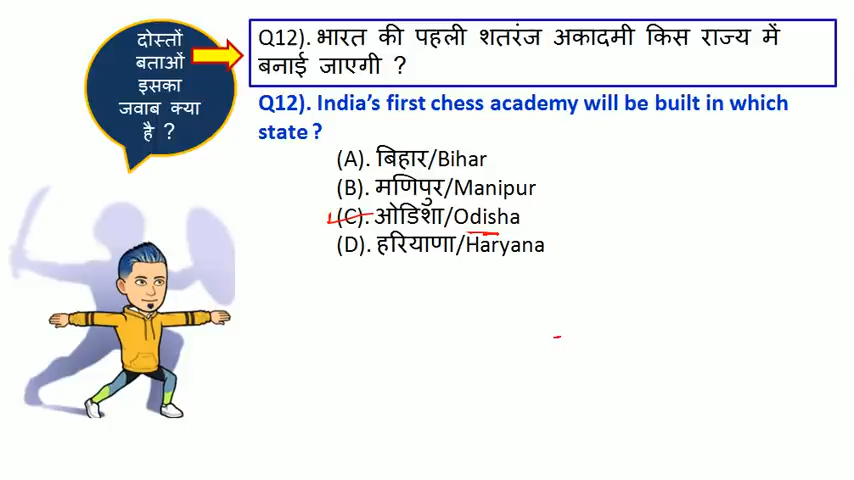 दोस्तों
बताओं
इसका
जवाब क्या
है ?
Q12). भारत की पहली शतरंज अकादमी किस राज्य में
बनाई जाएगी ?
Q12). India’s first chess academy will be built in which
state ?
(A). बिहार/Bihar
(B). मणिपुर/Manipur
(C). ओडिशा/Odisha
(D). हरियाणा/Haryana